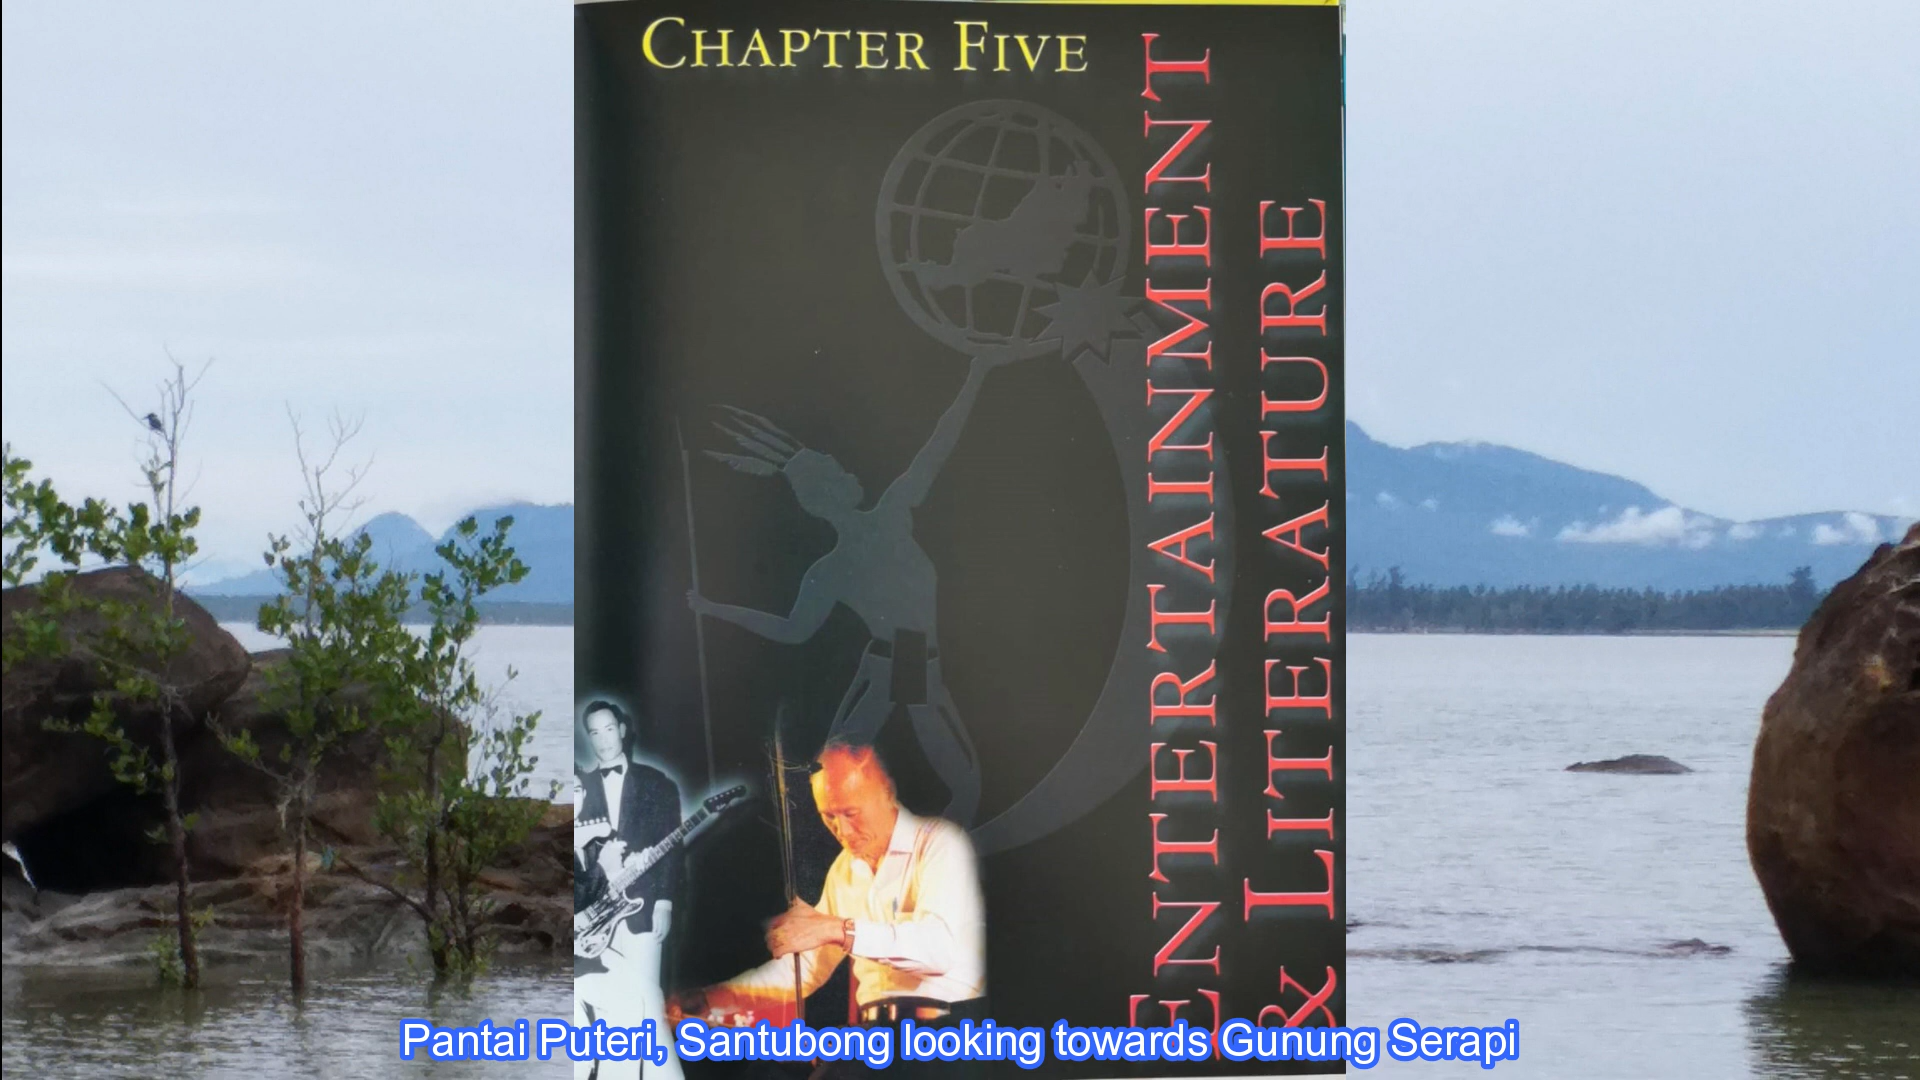 CHAPTER FIVE
ENTERTAINMENT
& LITERATURE
Pantai Puteri, Santubong looking towards Gunung Serapi